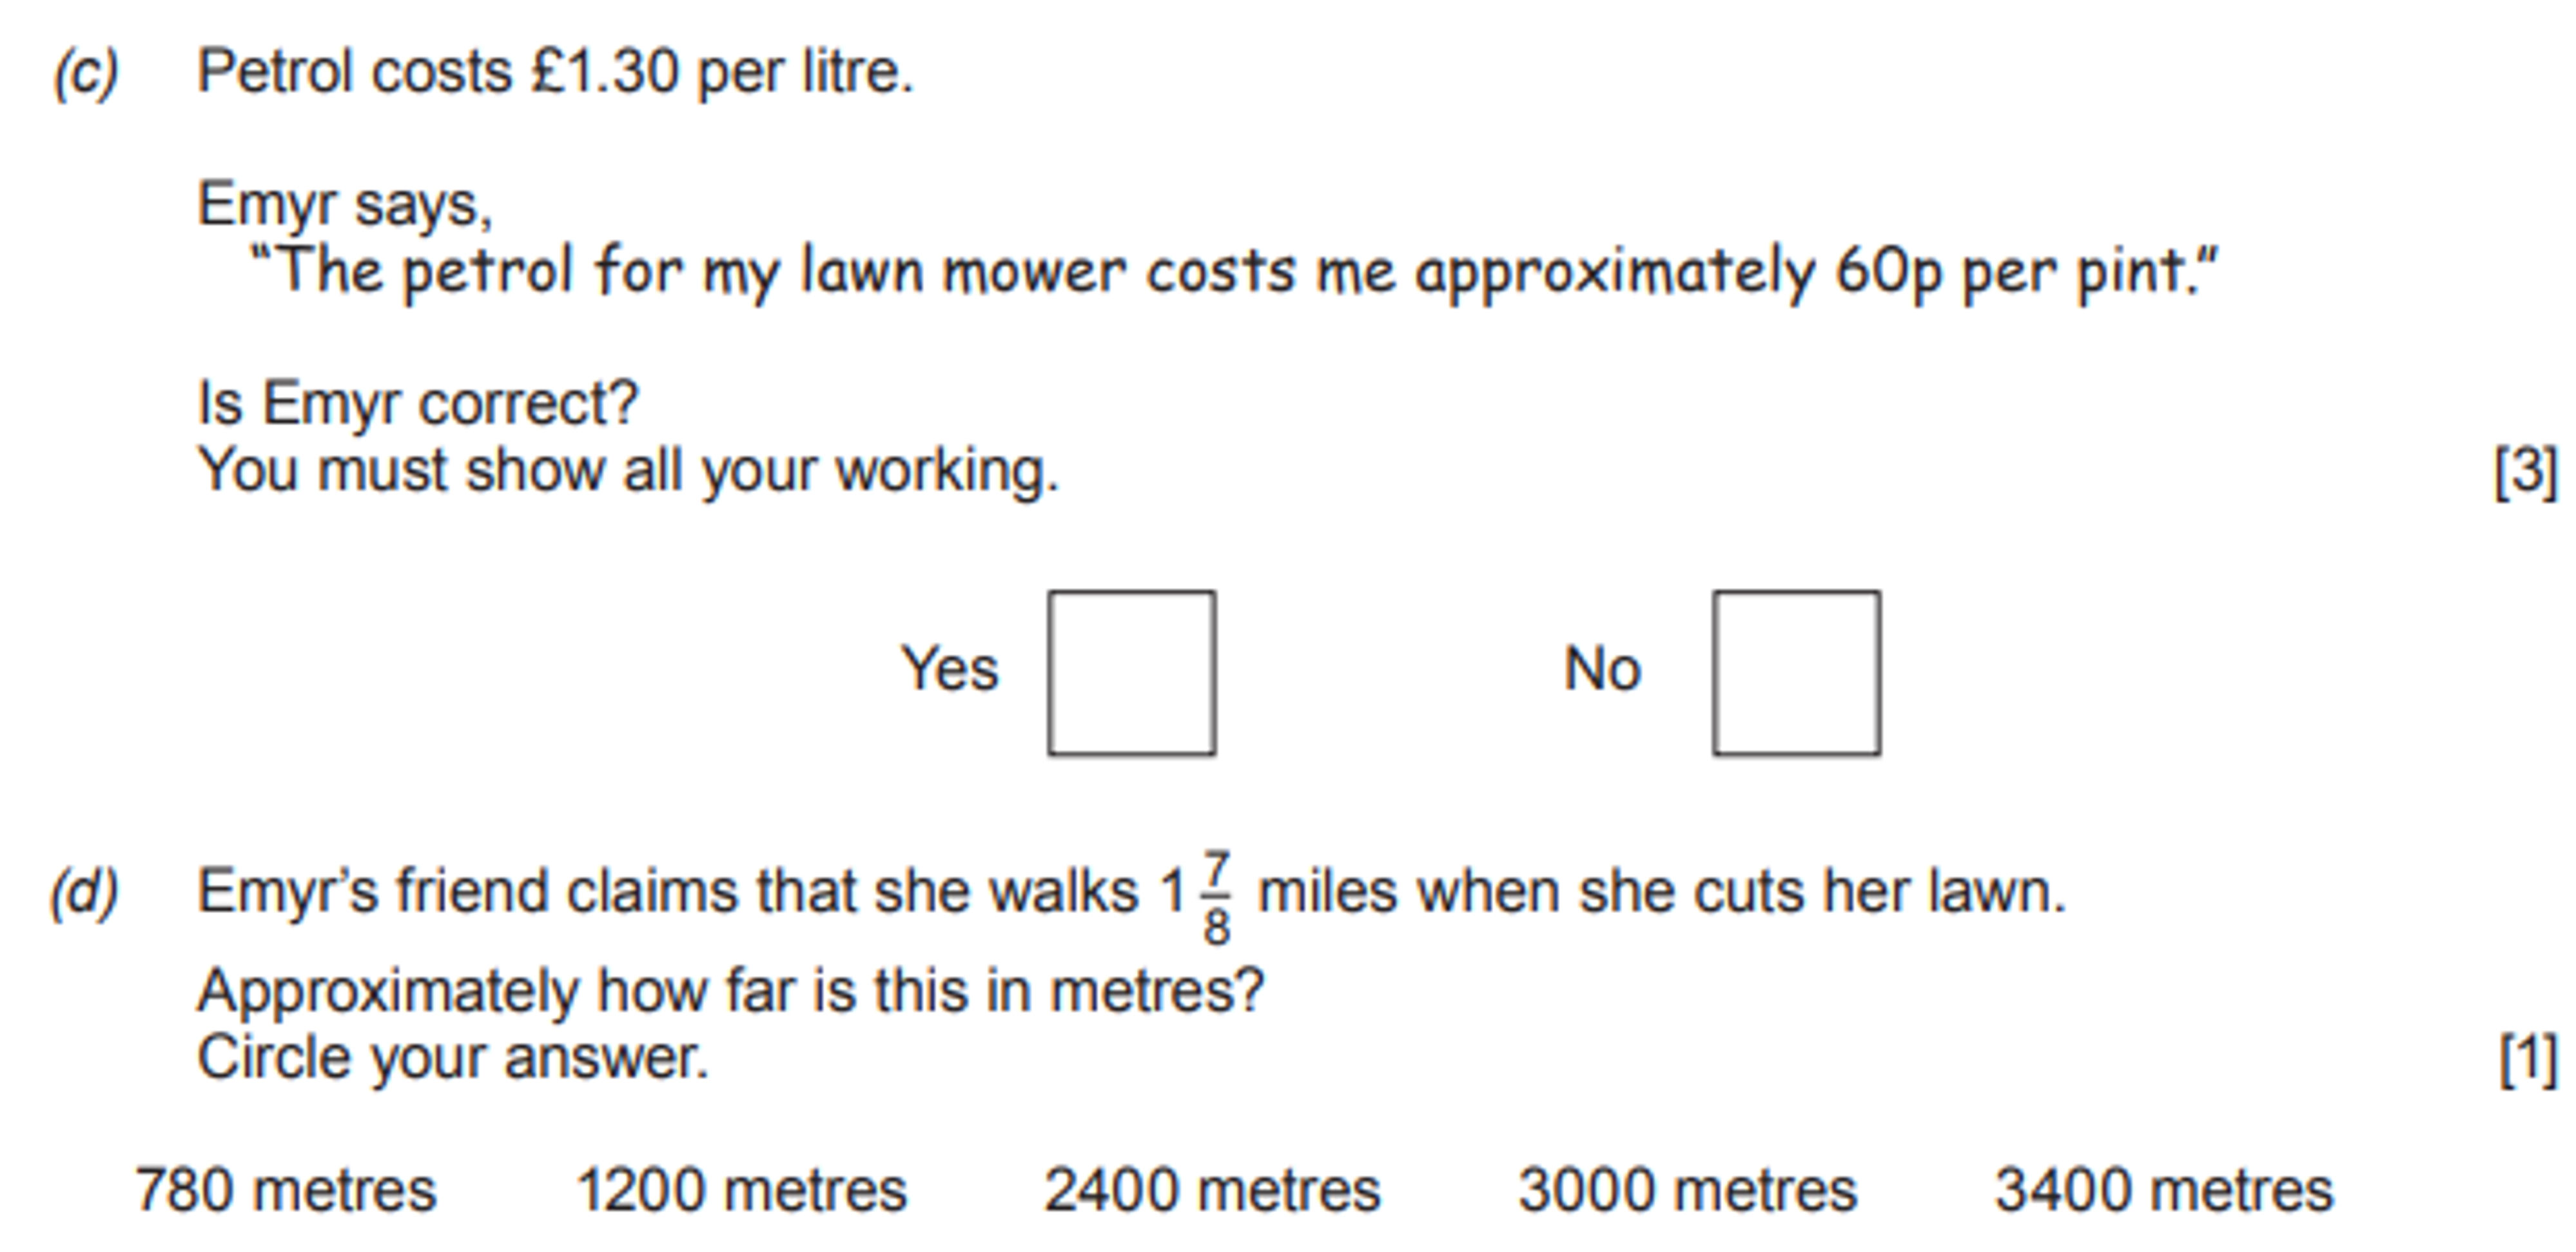 (c) Petrol costs £1.30 per litre.
Emyr says,
“The petrol for my lawn mower costs me approximately 60p per pint.”
Is Emyr correct?
You must show all your working. [3]
Yes No
(d) Emyr’s friend claims that she walks 1 7/8 miles when she cuts her lawn.
Approximately how far is this in metres?
Circle your answer. [1]
780 metres 1200 metres 2400 metres 3000 metres 3400 metres